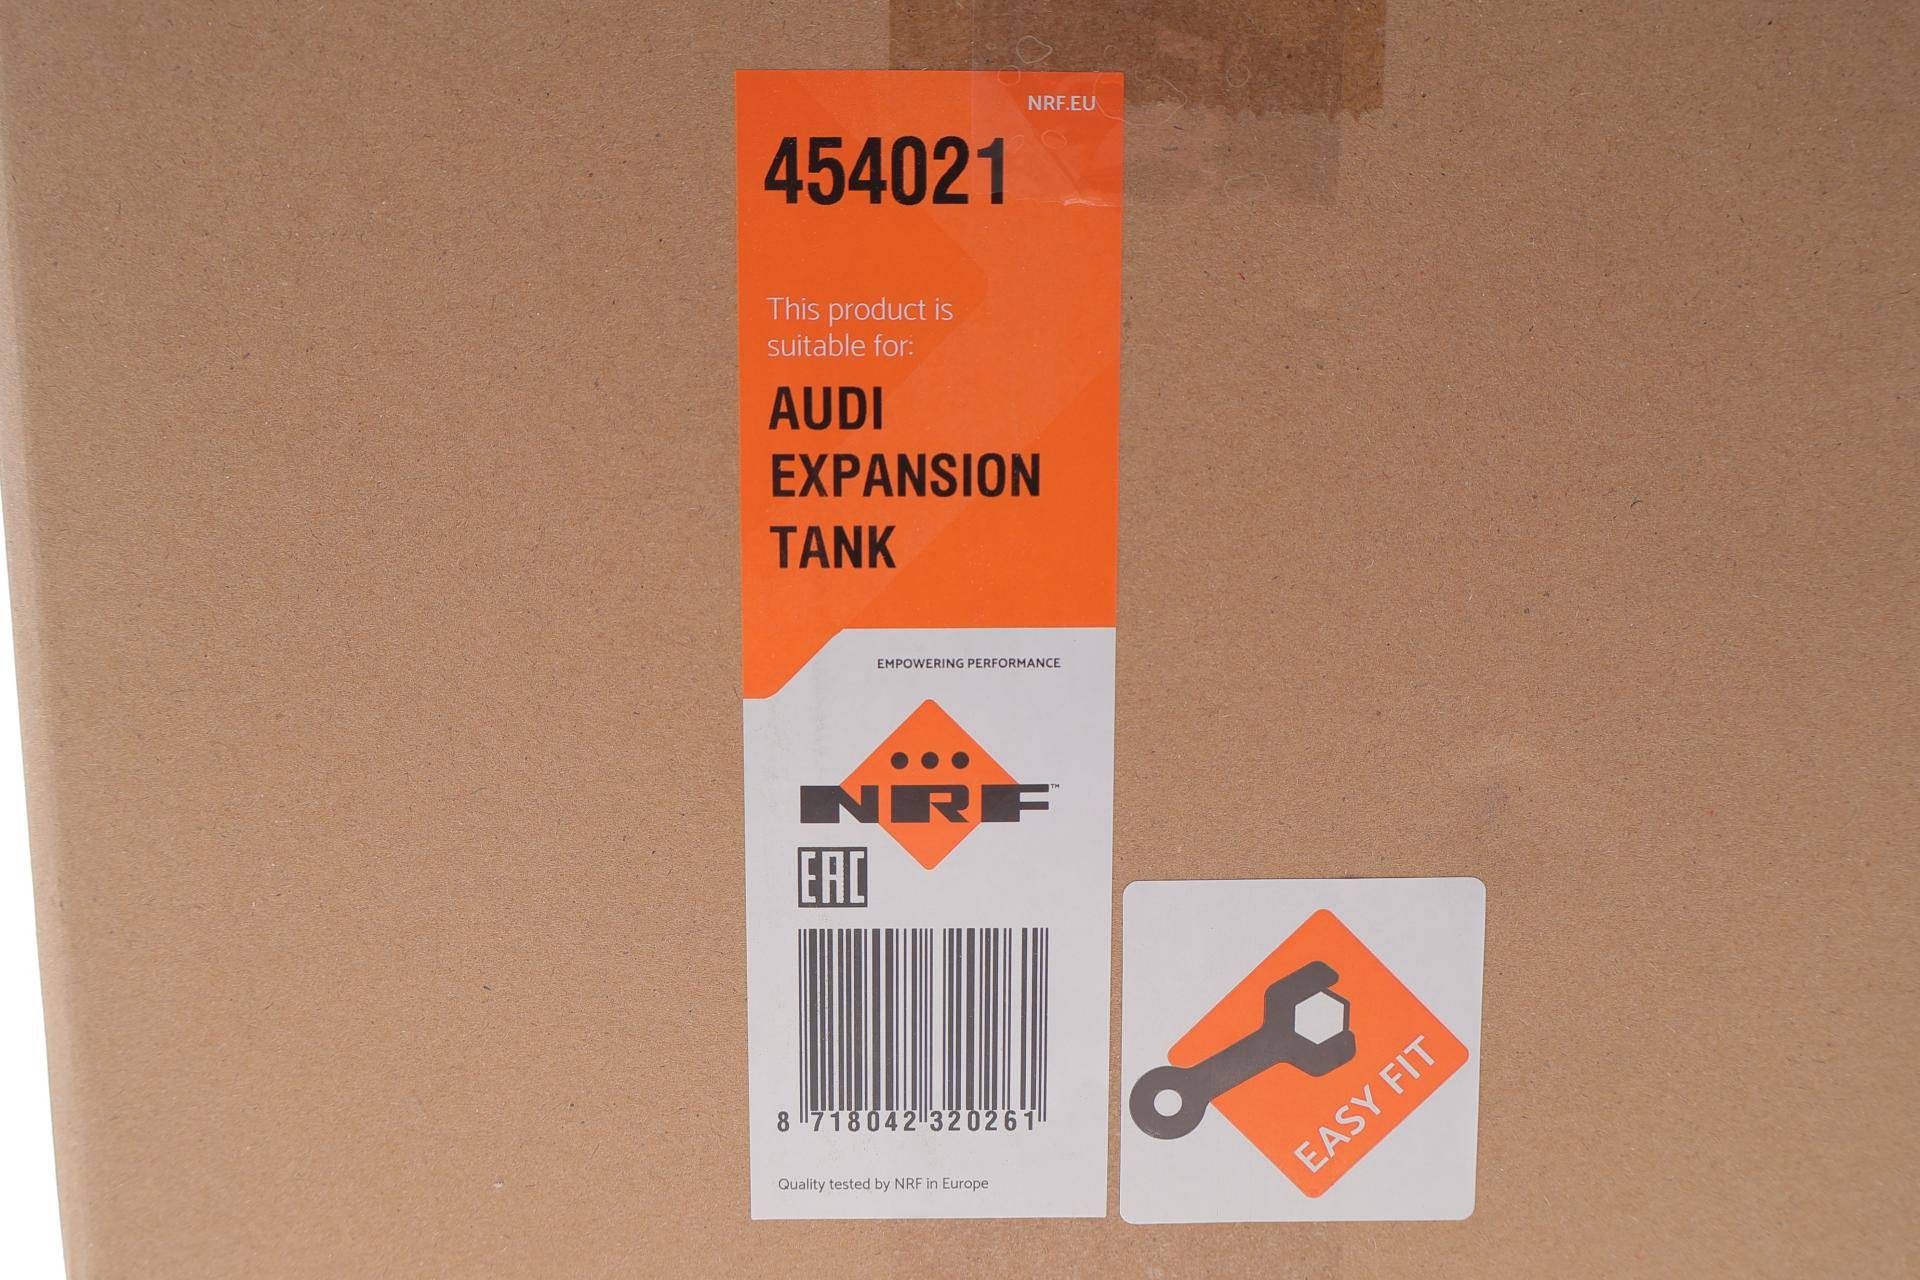 NRF.EU
454021
This product is
suitable for:
AUDI
EXPANSION
TANK
EMPOWERING PERFORMANCE
NRF™
EAC
8 718042 320261
Quality tested by NRF in Europe
EASY FIT